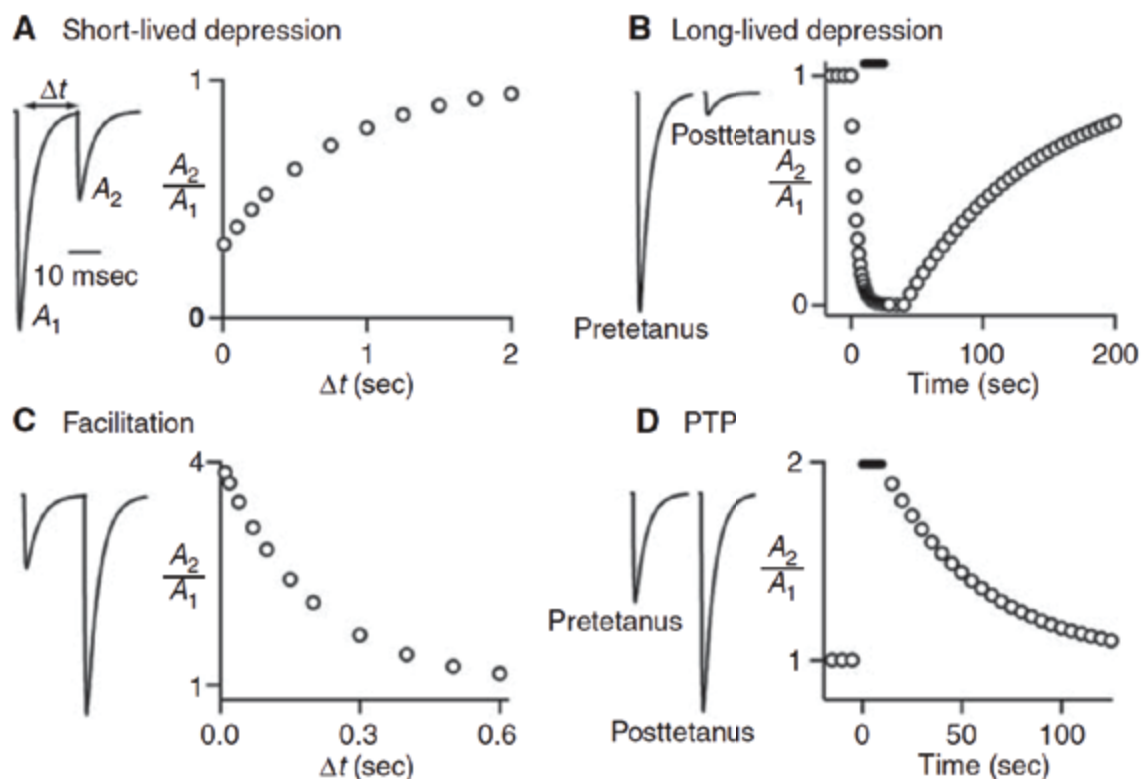 A Short-lived depression
Δt
A2
10 msec
A1
A2
A1
1
0
0 1 2
Δt (sec)
B Long-lived depression
Posttetanus
Pretetanus
A2
A1
1
0
0 100 200
Time (sec)
C Facilitation
A2
A1
4
1
0.0 0.3 0.6
Δt (sec)
D PTP
Pretetanus
Posttetanus
A2
A1
2
1
0 50 100
Time (sec)